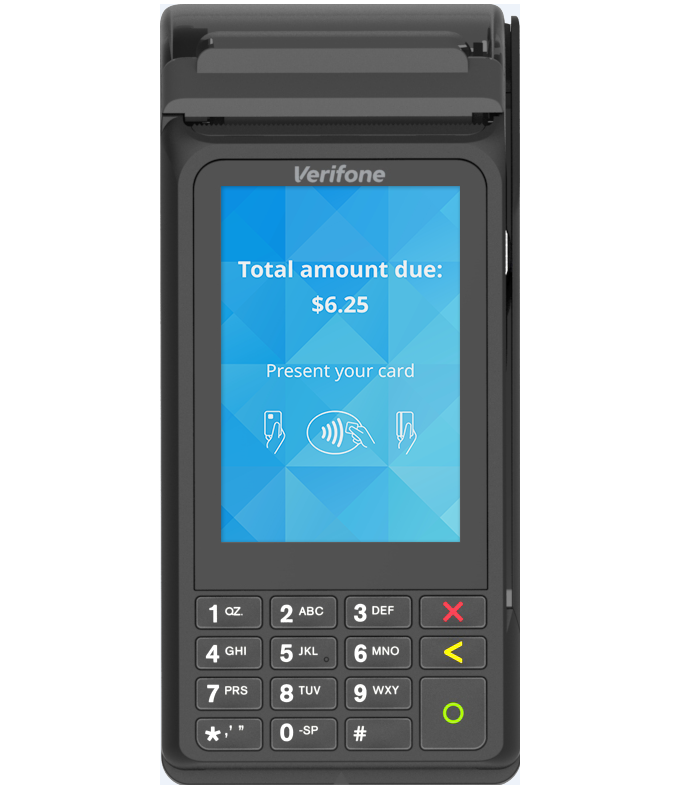 Verifone
Total amount due:
$6.25
Present your card
1 QZ. 2 ABC 3 DEF
4 GHI 5 JKL 6 MNO <
7 PRS 8 TUV 9 WXY
*,' " 0 -SP #